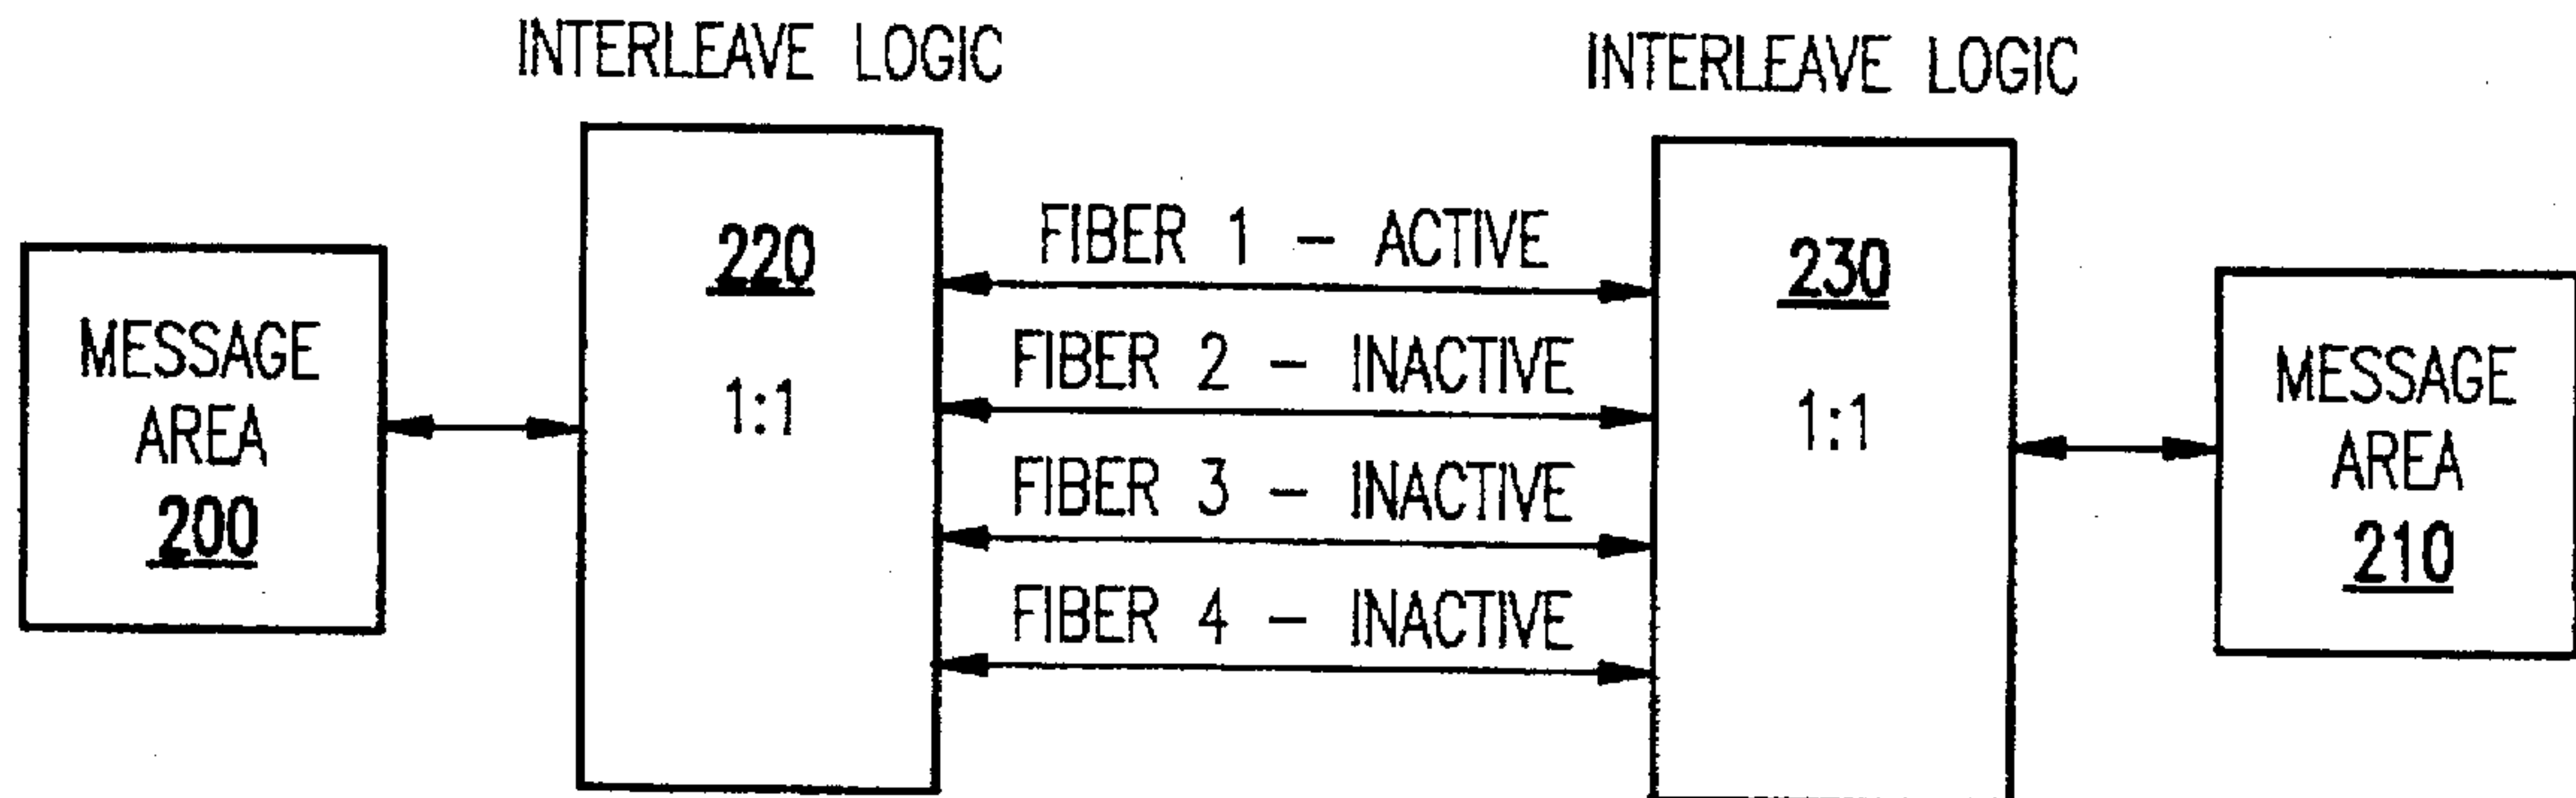 INTERLEAVE LOGIC
INTERLEAVE LOGIC
MESSAGE
AREA
200
220
1:1
FIBER 1 – ACTIVE
FIBER 2 – INACTIVE
FIBER 3 – INACTIVE
FIBER 4 – INACTIVE
230
1:1
MESSAGE
AREA
210